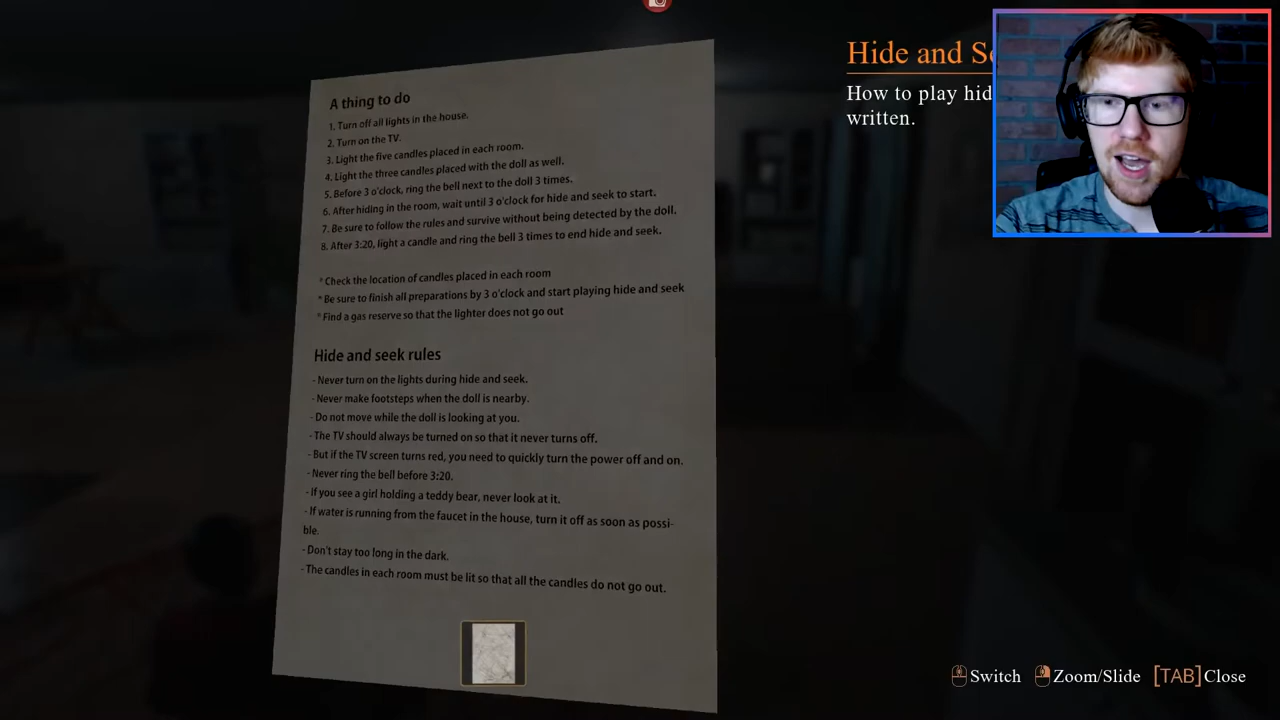 A thing to do
1. Turn off all lights in the house.
2. Turn on the TV.
3. Light the five candles placed in each room.
4. Light the three candles placed with the doll as well.
5. Before 3 o'clock, ring the bell next to the doll 3 times.
6. After hiding in the room, wait until 3 o'clock for hide and seek to start.
7. Be sure to follow the rules and survive without being detected by the doll.
8. After 3:20, light a candle and ring the bell 3 times to end hide and seek.
* Check the location of candles placed in each room
* Be sure to finish all preparations by 3 o'clock and start playing hide and seek
* Find a gas reserve so that the lighter does not go out
Hide and seek rules
- Never turn on the lights during hide and seek.
- Never make footsteps when the doll is nearby.
- Do not move while the doll is looking at you.
- The TV should always be turned on so that it never turns off.
- But if the TV screen turns red, you need to quickly turn the power off and on.
- Never ring the bell before 3:20.
- If you see a girl holding a teddy bear, never look at it.
- If water is running from the faucet in the house, turn it off as soon as possi-
ble.
- Don't stay too long in the dark.
- The candles in each room must be lit so that all the candles do not go out.
Hide and
How to play
written.
Switch Zoom/Slide [TAB] Close